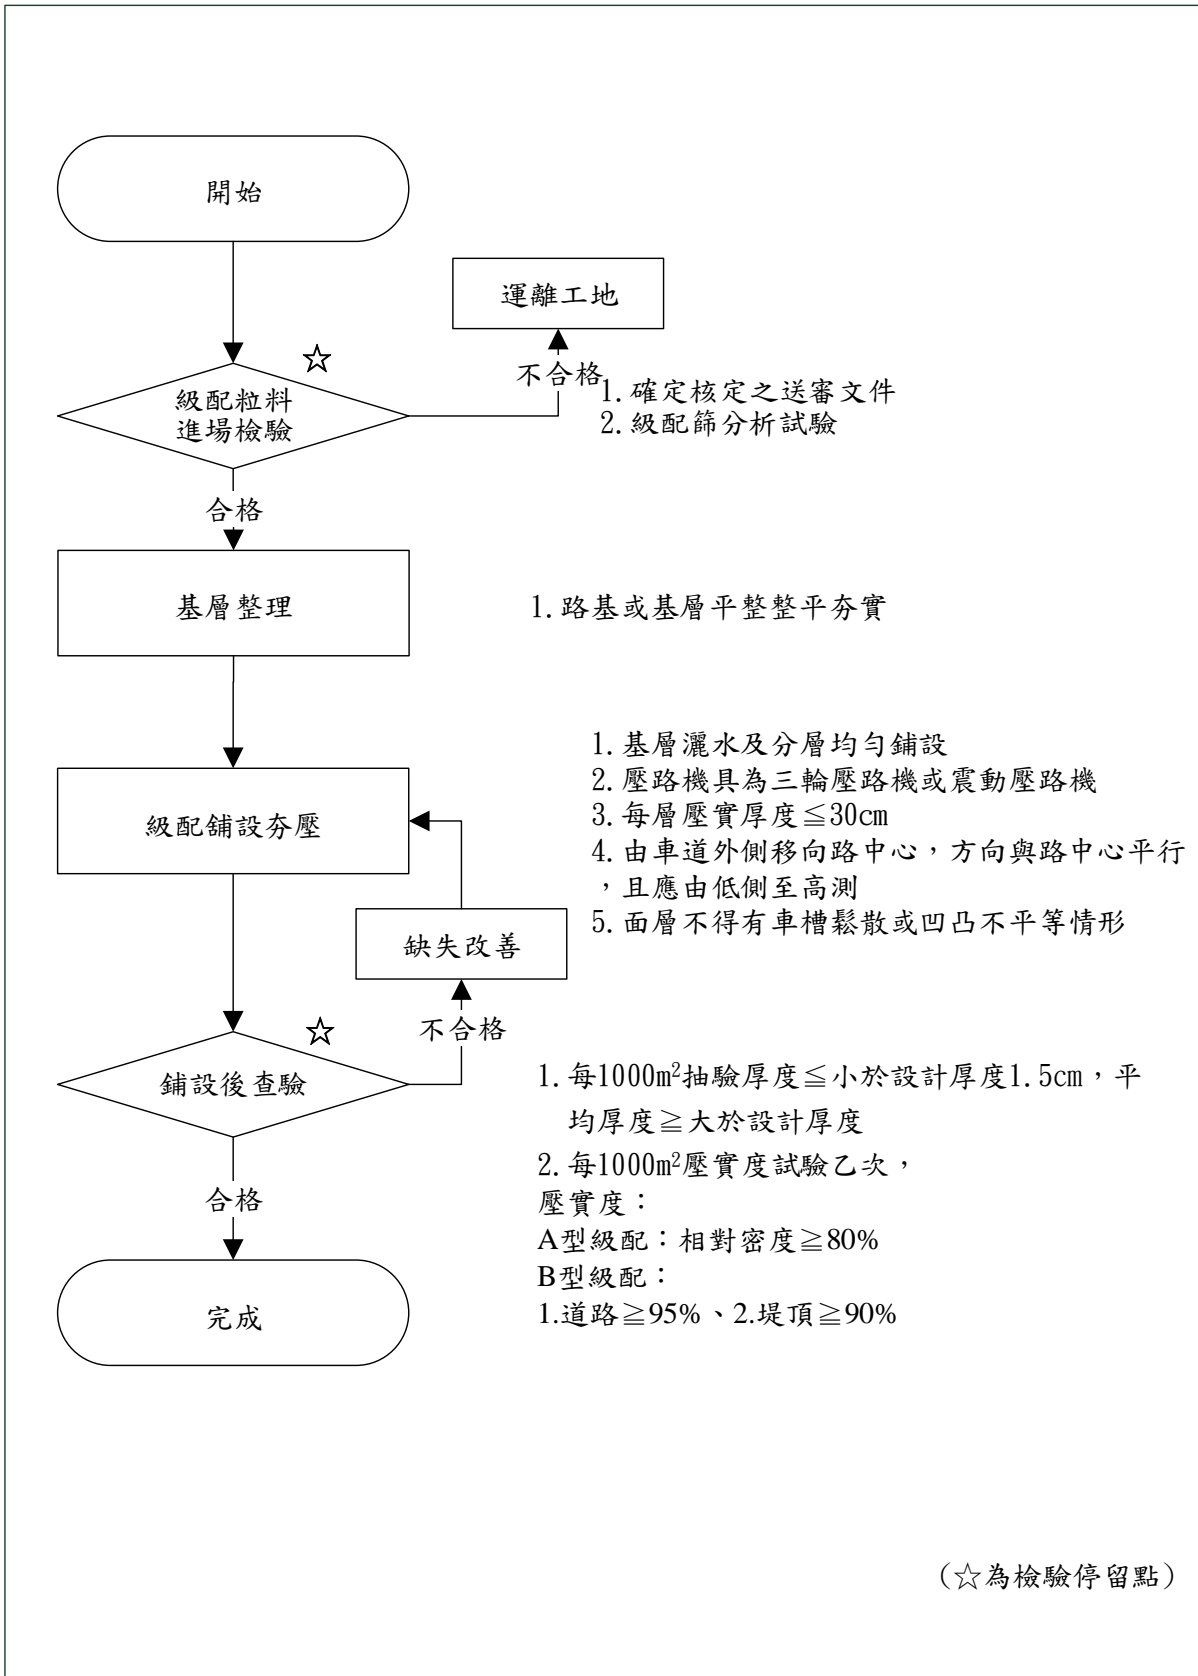 開始
運離工地
☆
不合格
級配粒料
進場檢驗
1.確定核定之送審文件
2.級配篩分析試驗
合格
基層整理
1.路基或基層平整整平夯實
級配舖設夯壓
1.基層灑水及分層均勻鋪設
2.壓路機具為三輪壓路機或震動壓路機
3.每層壓實厚度≦30cm
4.由車道外側移向路中心，方向與路中心平行
，且應由低側至高測
5.面層不得有車槽鬆散或凹凸不平等情形
缺失改善
☆
不合格
鋪設後查驗
1.每1000m²抽驗厚度≦小於設計厚度1.5cm，平
均厚度≧大於設計厚度
2.每1000m²壓實度試驗乙次，
壓實度：
A型級配：相對密度≧80%
B型級配：
1.道路≧95%、2.堤頂≧90%
合格
完成
（☆為檢驗停留點）